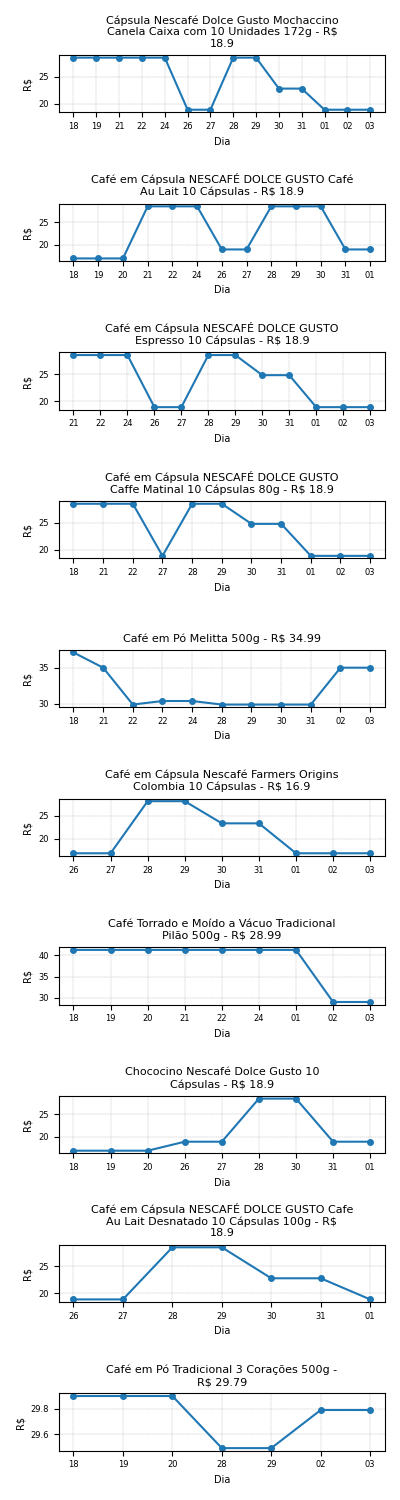 Cápsula Nescafé Dolce Gusto Mochaccino
Canela Caixa com 10 Unidades 172g - R$
18.9
R$
25
20
18 19 21 22 24 26 27 28 29 30 31 01 02 03
Dia
Café em Cápsula NESCAFÉ DOLCE GUSTO Café
Au Lait 10 Cápsulas - R$ 18.9
R$
25
20
18 19 20 21 22 24 26 27 28 29 30 31 01
Dia
Café em Cápsula NESCAFÉ DOLCE GUSTO
Espresso 10 Cápsulas - R$ 18.9
R$
25
20
21 22 24 26 27 28 29 30 31 01 02 03
Dia
Café em Cápsula NESCAFÉ DOLCE GUSTO
Caffe Matinal 10 Cápsulas 80g - R$ 18.9
R$
25
20
18 21 22 27 28 29 30 31 01 02 03
Dia
Café em Pó Melitta 500g - R$ 34.99
R$
35
30
18 21 22 22 24 28 29 30 31 02 03
Dia
Café em Cápsula Nescafé Farmers Origins
Colombia 10 Cápsulas - R$ 16.9
R$
25
20
26 27 28 29 30 31 01 02 03
Dia
Café Torrado e Moído a Vácuo Tradicional
Pilão 500g - R$ 28.99
R$
40
35
30
18 19 20 21 22 24 01 02 03
Dia
Chococino Nescafé Dolce Gusto 10
Cápsulas - R$ 18.9
R$
25
20
18 19 20 26 27 28 30 31 01
Dia
Café em Cápsula NESCAFÉ DOLCE GUSTO Cafe
Au Lait Desnatado 10 Cápsulas 100g - R$
18.9
R$
25
20
26 27 28 29 30 31 01
Dia
Café em Pó Tradicional 3 Corações 500g -
R$ 29.79
R$
29.8
29.6
18 19 20 28 29 02 03
Dia